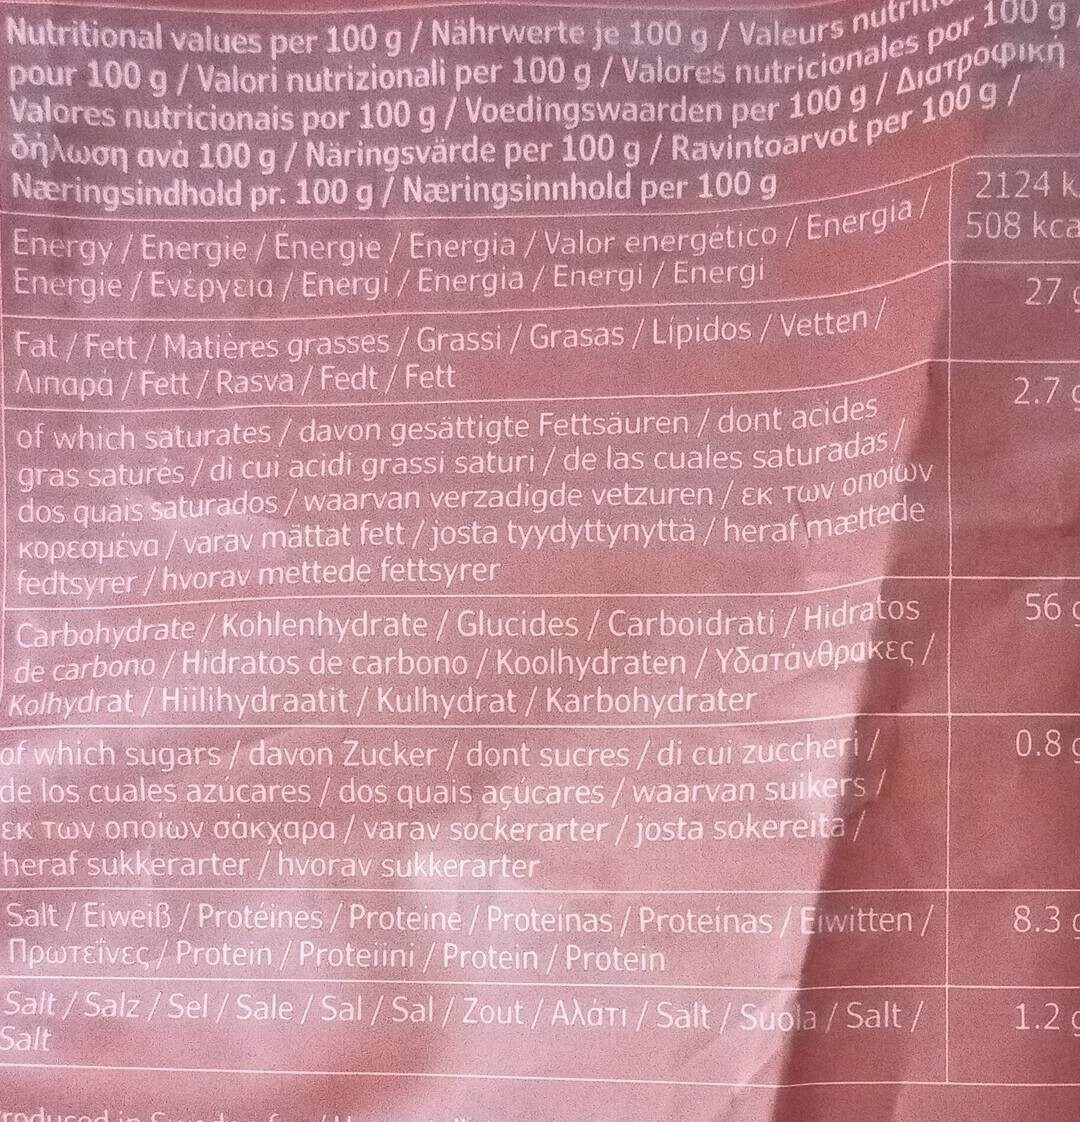 Nutritional values per 100 g / Nährwerte je 100 g / Valeurs
pour 100 g / Valori nutrizionali per 100 g / Valores nutricionales por 100 g
Valores nutricionais por 100 g / Voedingswaarden per 100 g / Διατροφική
δήλωση ανά 100 g / Näringsvärde per 100 g / Ravintoarvot per 100 g /
Næringsindhold pr. 100 g / Næringsinnhold per 100 g
Energy / Energie / Énergie / Energia / Valor energético / Energia / 2124
Energie / Ενέργεια / Energi / Energia / Energi / Energi 508
Fat / Fett / Matières grasses / Grassi / Grasas / Lípidos / Vetten / 27
Λιπαρά / Fett / Rasva / Fedt / Fett
of which saturates / davon gesättigte Fettsäuren / dont acides 2.7
gras saturés / di cui acidi grassi saturi / de las cuales saturadas /
dos quais saturados / waarvan verzadigde vetzuren / εκ των οποίων
κορεσμένα / varav mättat fett / josta tyydyttynyttä / heraf mættede
fedtsyrer / hvorav mettede fettsyrer
Carbohydrate / Kohlenhydrate / Glucides / Carboidrati / Hidratos 56
de carbono / Hidratos de carbono / Koolhydraten / Υδατάνθρακες /
Kolhydrat / Hiilihydraatit / Kulhydrat / Karbohydrater
of which sugars / davon Zucker / dont sucres / di cui zuccheri / 0.8
de los cuales azúcares / dos quais açúcares / waarvan suikers /
εκ των οποίων σάκχαρα / varav sockerarter / josta sokereita /
heraf sukkerarter / hvorav sukkerarter
Salt / Eiweiß / Protéines / Proteine / Proteínas / Proteínas / Eiwitten / 8.3
Πρωτεΐνες / Protein / Proteiini / Protein / Protein
Salt / Salz / Sel / Sale / Sal / Sal / Zout / Αλάτι / Salt / Suola / Salt / 1.2
Salt